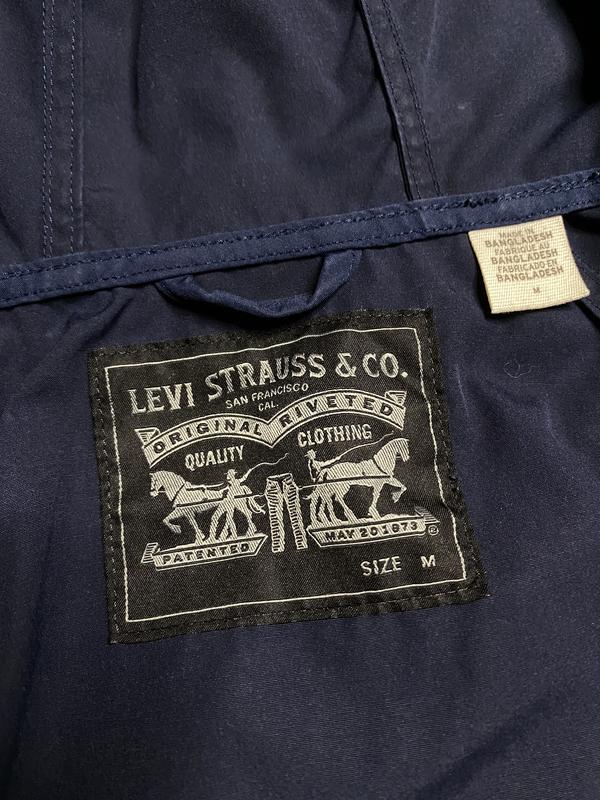 MADE IN
BANGLADESH
FABRIQUÉ AU
BANGLADESH
FABRICADO EN
BANGLADESH
M
LEVI STRAUSS & CO.
SAN FRANCISCO
CAL.
ORIGINAL RIVETED
QUALITY CLOTHING
PATENTED MAY 20 1873 ®
SIZE M